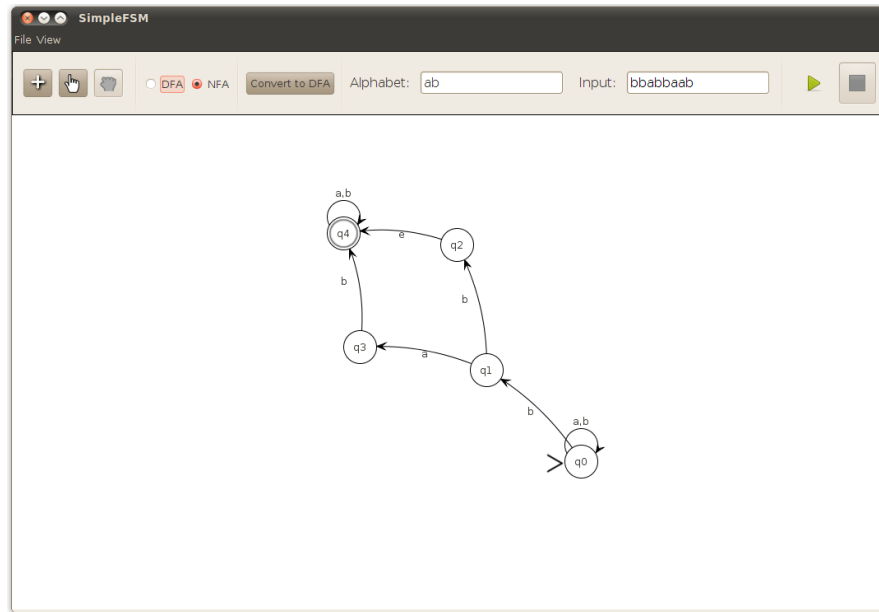 SimpleFSM
File View
DFA NFA Convert to DFA Alphabet: ab Input: bbabbaab
a,b
q4
e
q2
b
b
q3
a
q1
b
a,b
q0